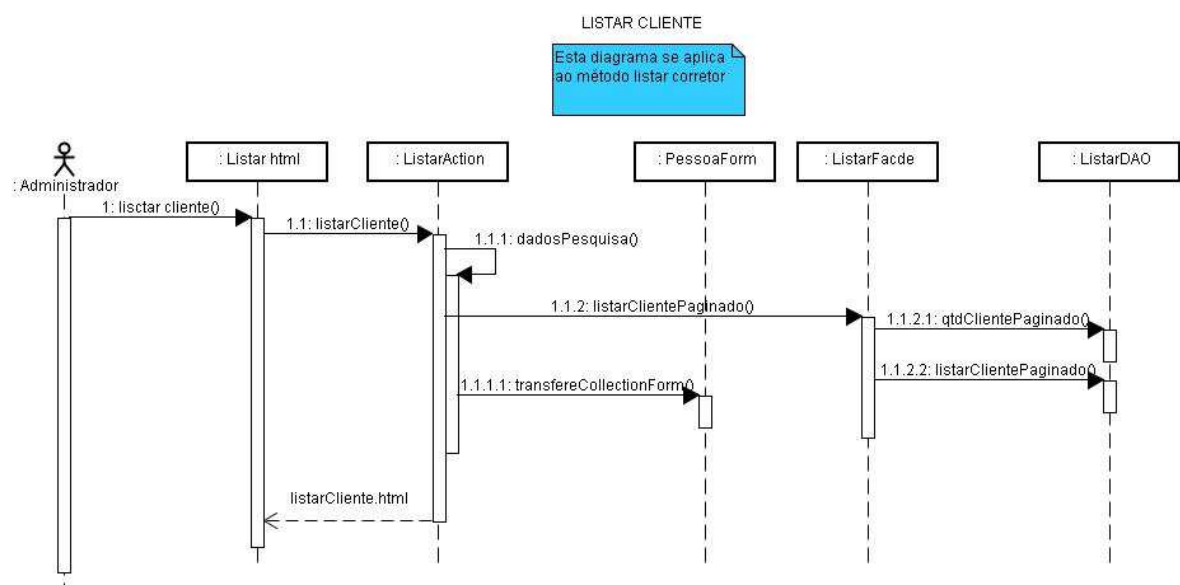 LISTAR CLIENTE
Esta diagrama se aplica
ao método listar corretor
: Administrador
: Listar html
: ListarAction
: PessoaForm
: ListarFacde
: ListarDAO
1: lisctar cliente()
1.1: listarCliente()
1.1.1: dadosPesquisa()
1.1.2: listarClientePaginado()
1.1.2.1: qtdClientePaginado()
1.1.2.2: listarClientePaginado()
1.1.1.1: transfereCollectionForm()
listarCliente.html